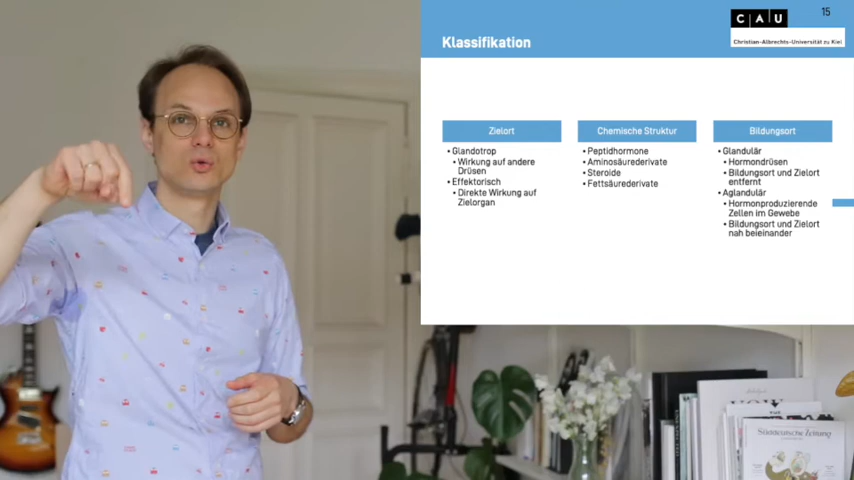 15
C A U
Christian-Albrechts-Universität zu Kiel
Klassifikation
Zielort
• Glandotrop
• Wirkung auf andere
Drüsen
• Effektorisch
• Direkte Wirkung auf
Zielorgan
Chemische Struktur
• Peptidhormone
• Aminosäurederivate
• Steroide
• Fettsäurederivate
Bildungsort
• Glandulär
• Hormondrüsen
• Bildungsort und Zielort
entfernt
• Aglandulär
• Hormonproduzierende
Zellen im Gewebe
• Bildungsort und Zielort
nah beieinander
Süddeutsche Zeitung